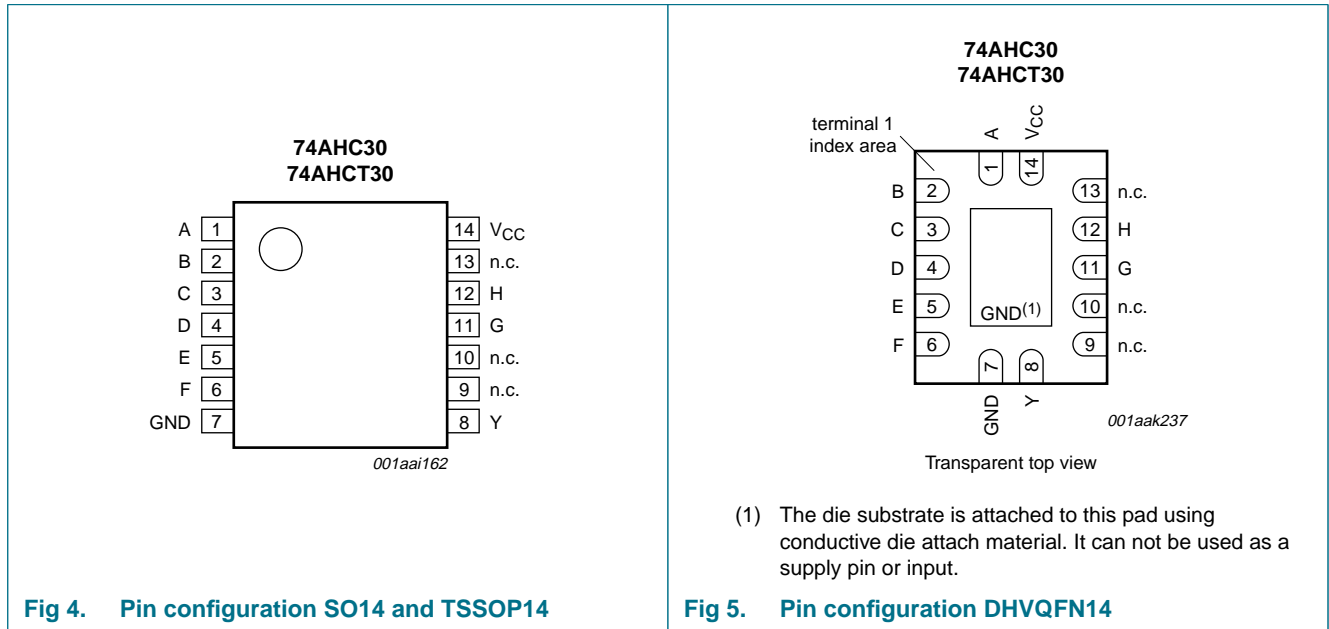 74AHC30
74AHCT30
A 1
B 2
C 3
D 4
E 5
F 6
GND 7
14 VCC
13 n.c.
12 H
11 G
10 n.c.
9 n.c.
8 Y
001aai162
Fig 4. Pin configuration SO14 and TSSOP14
74AHC30
74AHCT30
terminal 1
index area
A
VCC
1
14
B 2
C 3
D 4
E 5
F 6
13 n.c.
12 H
11 G
10 n.c.
9 n.c.
GND(1)
7
8
GND
Y
001aak237
Transparent top view
(1) The die substrate is attached to this pad using
conductive die attach material. It can not be used as a
supply pin or input.
Fig 5. Pin configuration DHVQFN14